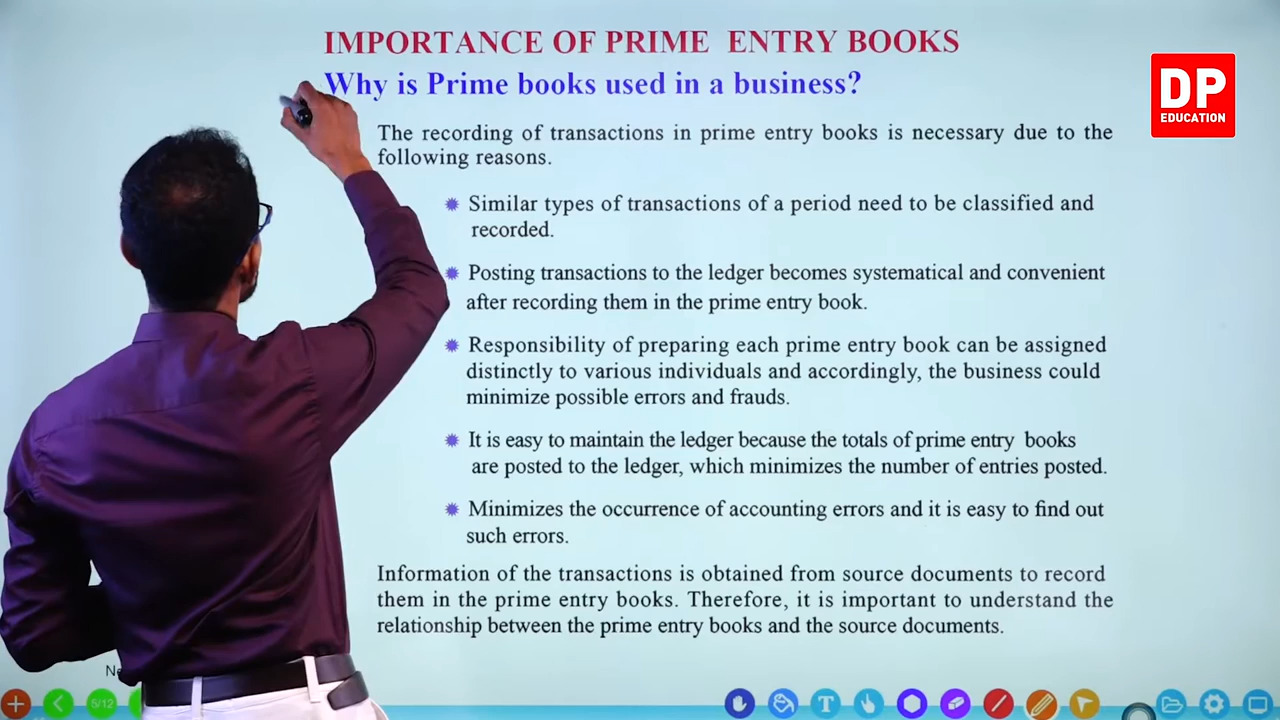 IMPORTANCE OF PRIME ENTRY BOOKS
Why is Prime books used in a business?
DP
EDUCATION
The recording of transactions in prime entry books is necessary due to the
following reasons.
Similar types of transactions of a period need to be classified and
recorded.
Posting transactions to the ledger becomes systematical and convenient
after recording them in the prime entry book.
Responsibility of preparing each prime entry book can be assigned
distinctly to various individuals and accordingly, the business could
minimize possible errors and frauds.
It is easy to maintain the ledger because the totals of prime entry books
are posted to the ledger, which minimizes the number of entries posted.
Minimizes the occurrence of accounting errors and it is easy to find out
such errors.
Information of the transactions is obtained from source documents to record
them in the prime entry books. Therefore, it is important to understand the
relationship between the prime entry books and the source documents.
5/12